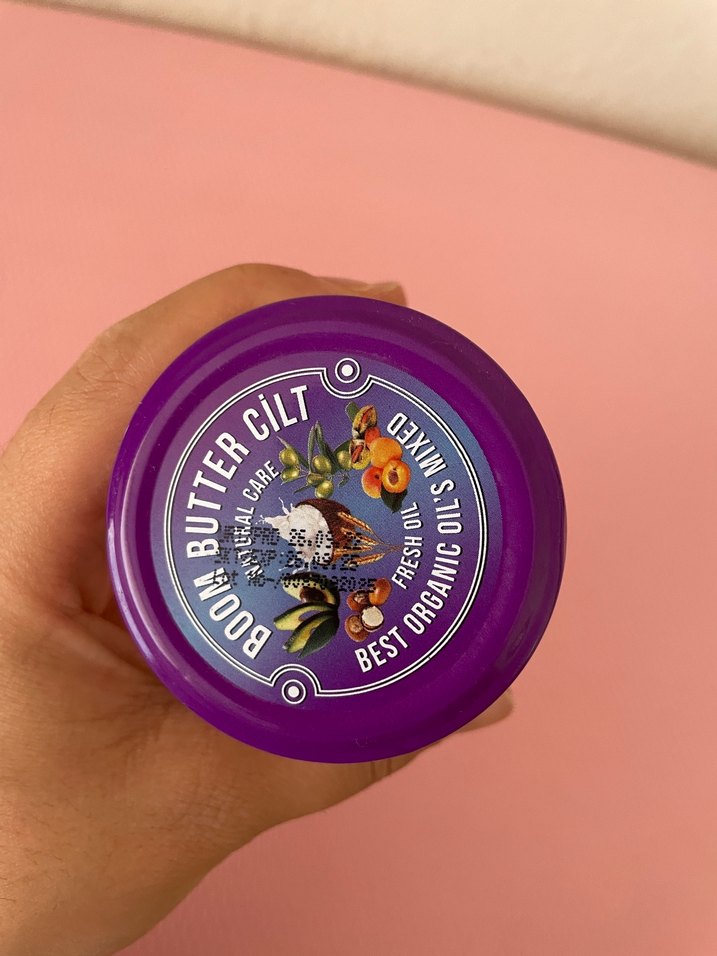 BOOM BUTTER CİLT
NATURAL CARE
FRESH OIL
BEST ORGANIC OIL'S MIXED